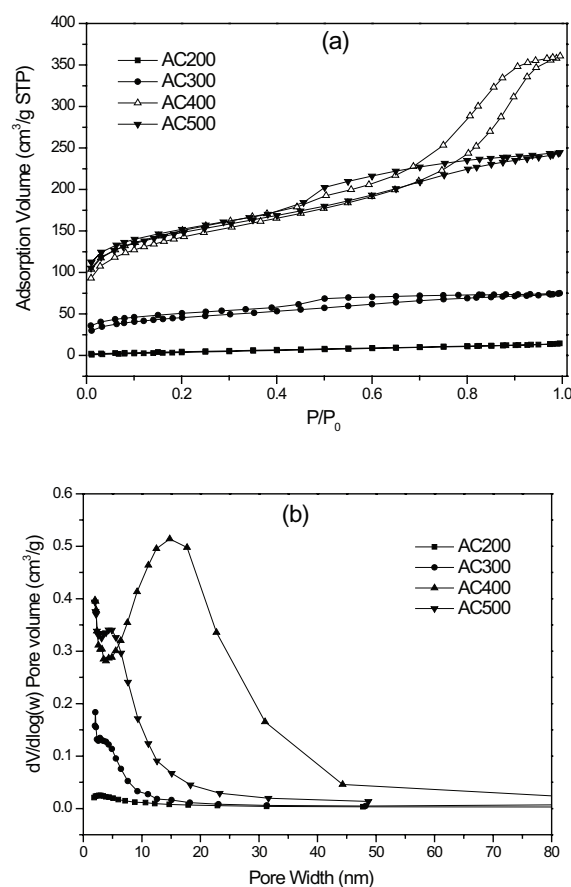 (a)
AC200
AC300
AC400
AC500
Adsorption Volume (cm³/g STP)
400
350
300
250
200
150
100
50
0
0.0 0.2 0.4 0.6 0.8 1.0
P/P₀
(b)
AC200
AC300
AC400
AC500
dV/dlog(w) Pore volume (cm³/g)
0.6
0.5
0.4
0.3
0.2
0.1
0.0
0 10 20 30 40 50 60 70 80
Pore Width (nm)